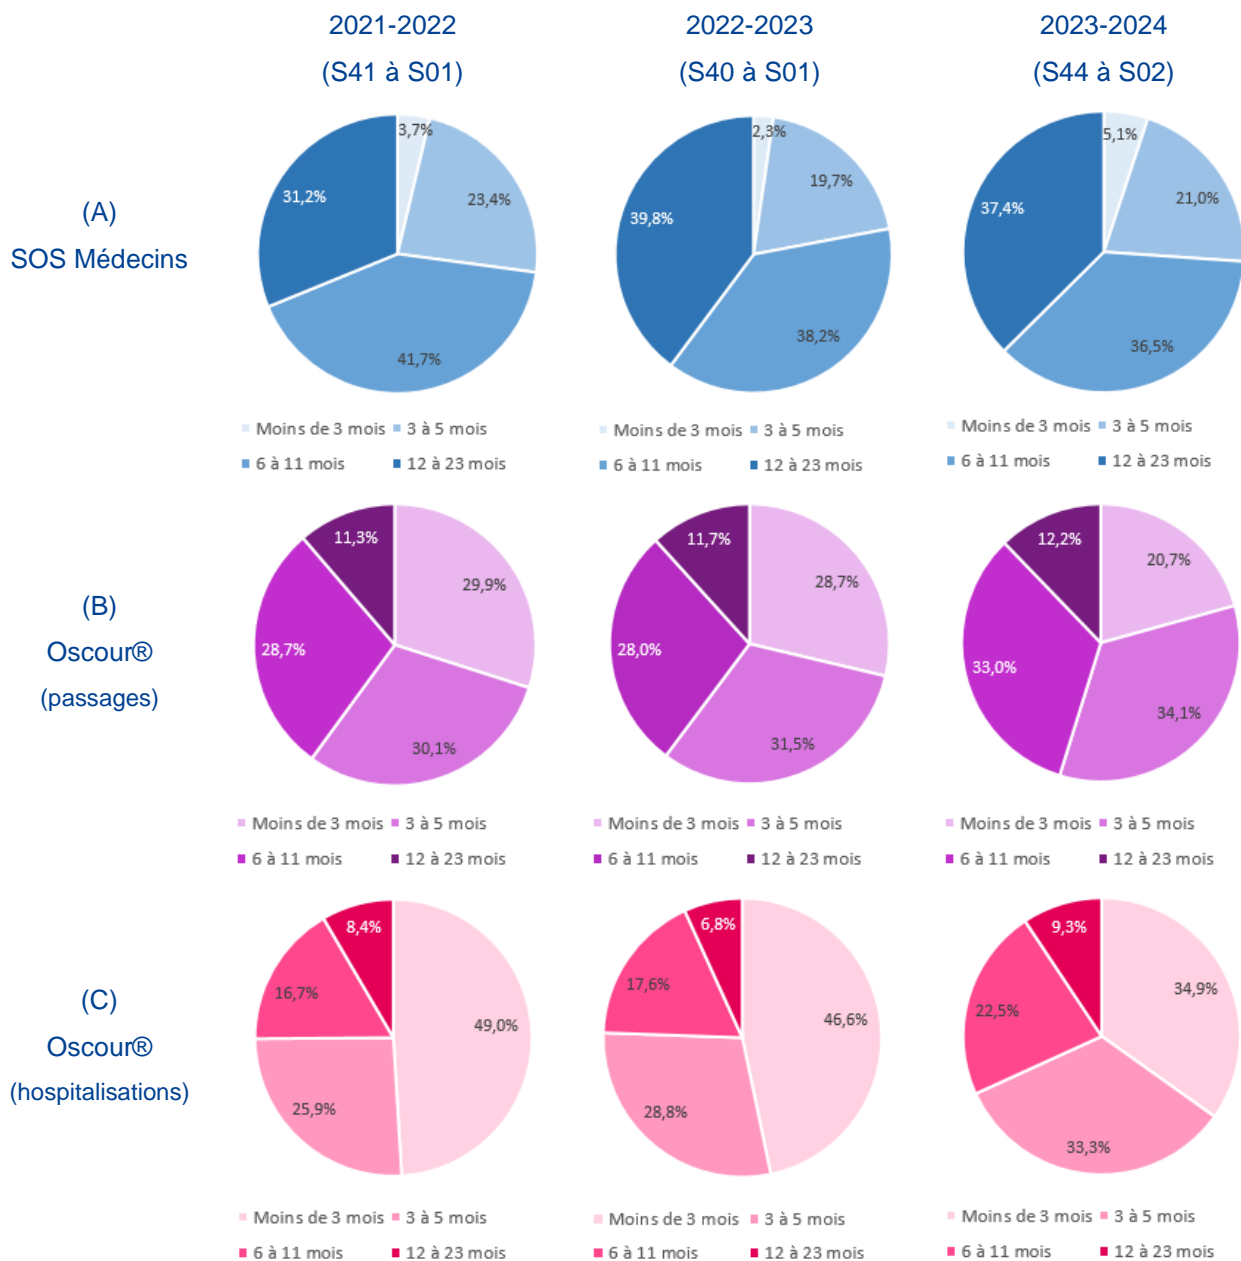 2021-2022
(S41 à S01)
2022-2023
(S40 à S01)
2023-2024
(S44 à S02)
(A)
SOS Médecins
3,7%
23,4%
41,7%
31,2%
Moins de 3 mois 3 à 5 mois
6 à 11 mois 12 à 23 mois
2,3%
19,7%
38,2%
39,8%
Moins de 3 mois 3 à 5 mois
6 à 11 mois 12 à 23 mois
5,1%
21,0%
36,5%
37,4%
Moins de 3 mois 3 à 5 mois
6 à 11 mois 12 à 23 mois
(B)
Oscour®
(passages)
29,9%
30,1%
28,7%
11,3%
Moins de 3 mois 3 à 5 mois
6 à 11 mois 12 à 23 mois
28,7%
31,5%
28,0%
11,7%
Moins de 3 mois 3 à 5 mois
6 à 11 mois 12 à 23 mois
20,7%
34,1%
33,0%
12,2%
Moins de 3 mois 3 à 5 mois
6 à 11 mois 12 à 23 mois
(C)
Oscour®
(hospitalisations)
49,0%
25,9%
16,7%
8,4%
Moins de 3 mois 3 à 5 mois
6 à 11 mois 12 à 23 mois
46,6%
28,8%
17,6%
6,8%
Moins de 3 mois 3 à 5 mois
6 à 11 mois 12 à 23 mois
34,9%
33,3%
22,5%
9,3%
Moins de 3 mois 3 à 5 mois
6 à 11 mois 12 à 23 mois